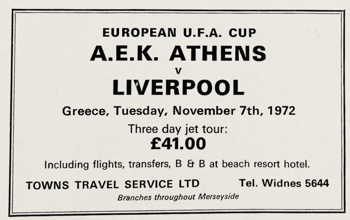 EUROPEAN U.F.A. CUP
A.E.K. ATHENS
v
LIVERPOOL
Greece, Tuesday, November 7th, 1972
Three day jet tour:
£41.00
Including flights, transfers, B & B at beach resort hotel.
TOWNS TRAVEL SERVICE LTD Tel. Widnes 5644
Branches throughout Merseyside